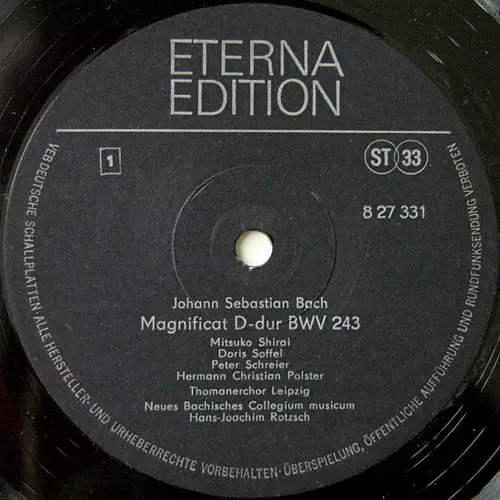 ETERNA
EDITION
1
ST 33
8 27 331
Johann Sebastian Bach
Magnificat D-dur BWV 243
Mitsuko Shirai
Doris Soffel
Peter Schreier
Hermann Christian Polster
Thomanerchor Leipzig
Neues Bachisches Collegium musicum
Hans-Joachim Rotzsch
VEB DEUTSCHE SCHALLPLATTEN · ALLE HERSTELLER- UND URHEBERRECHTE VORBEHALTEN · ÜBERSPIELUNG, ÖFFENTLICHE AUFFÜHRUNG UND RUNDFUNKSENDUNG VERBOTEN